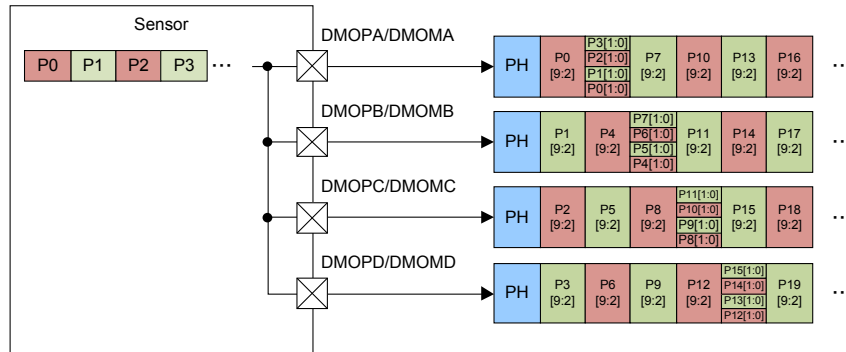 Sensor
P0 P1 P2 P3 ...
DMOPA/DMOMA
PH P0 [9:2] P3[1:0] P2[1:0] P1[1:0] P0[1:0] P7 [9:2] P10 [9:2] P13 [9:2] P16 [9:2] ..
DMOPB/DMOMB
PH P1 [9:2] P4 [9:2] P7[1:0] P6[1:0] P5[1:0] P4[1:0] P11 [9:2] P14 [9:2] P17 [9:2] ..
DMOPC/DMOMC
PH P2 [9:2] P5 [9:2] P8 [9:2] P11[1:0] P10[1:0] P9[1:0] P8[1:0] P15 [9:2] P18 [9:2] ..
DMOPD/DMOMD
PH P3 [9:2] P6 [9:2] P9 [9:2] P12 [9:2] P15[1:0] P14[1:0] P13[1:0] P12[1:0] P19 [9:2] ..